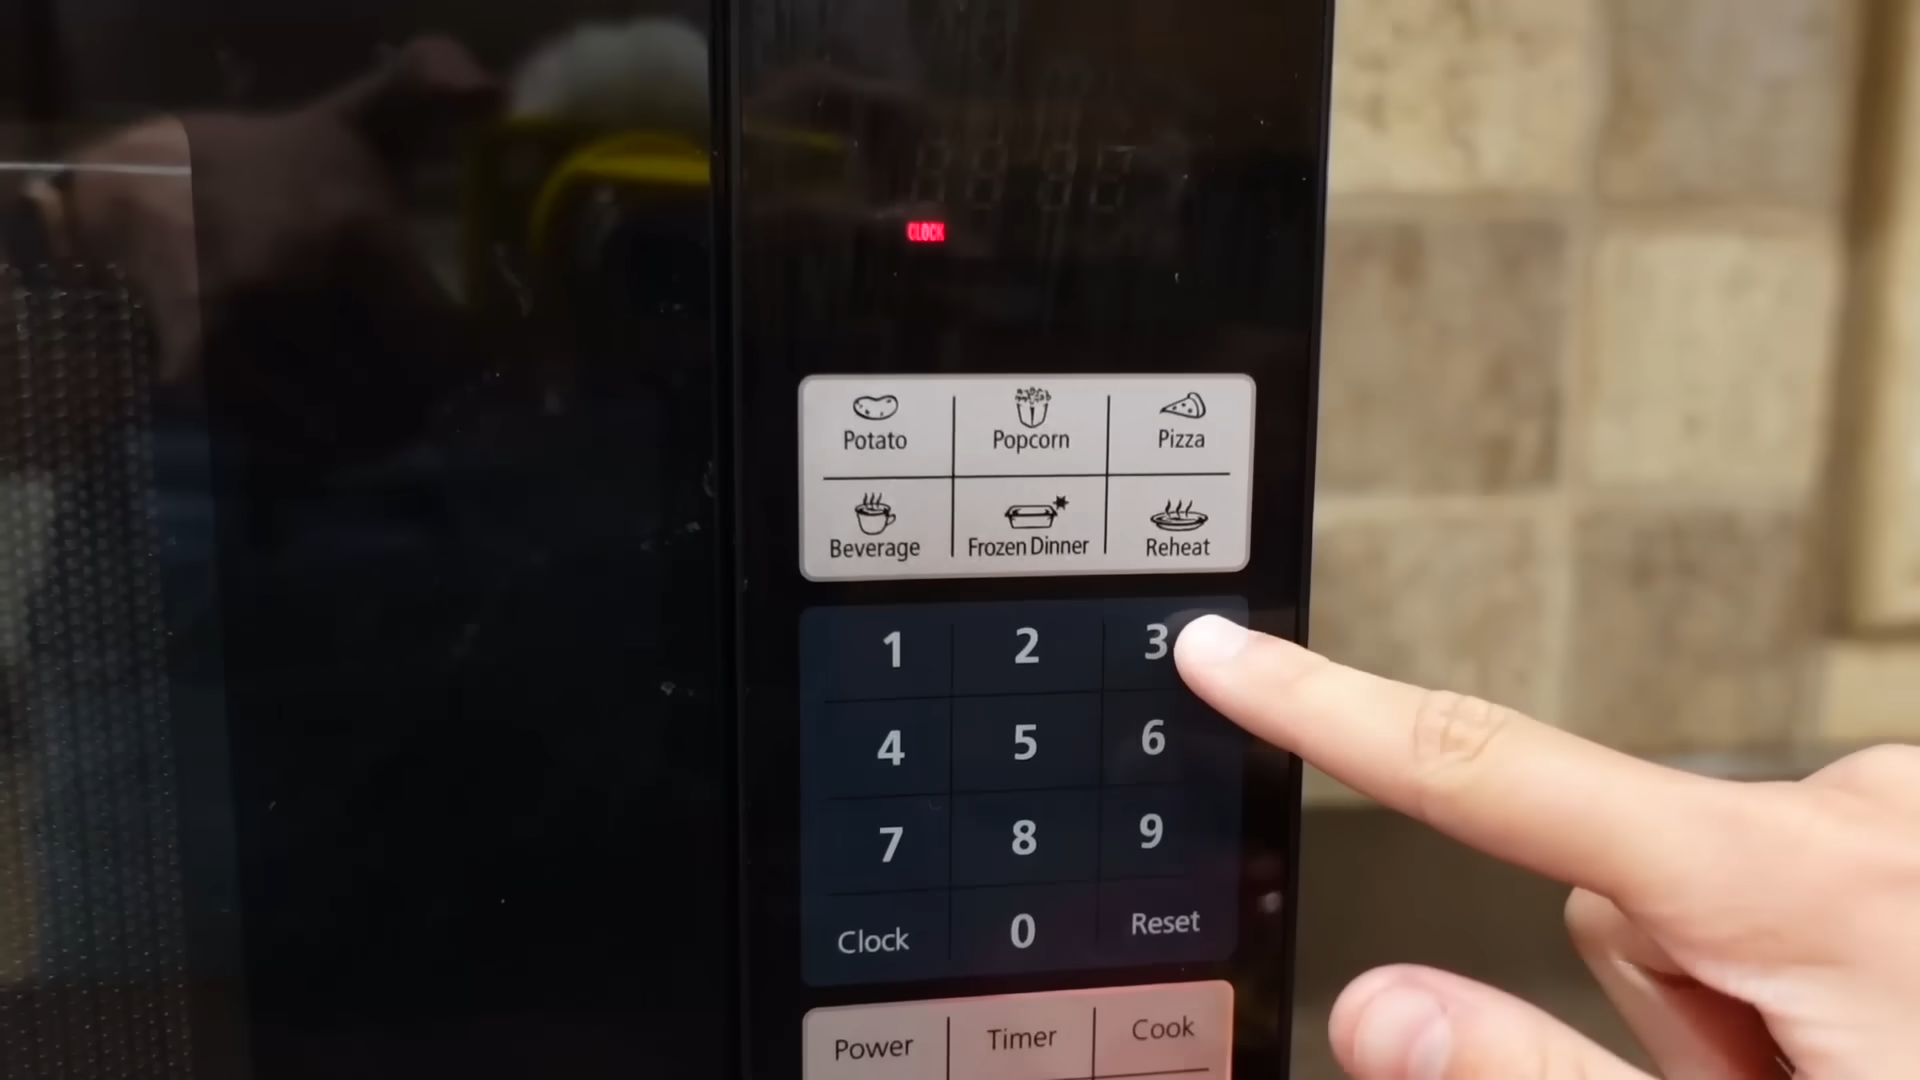 CLOCK
Potato Popcorn Pizza
Beverage Frozen Dinner Reheat
1 2 3
4 5 6
7 8 9
Clock 0 Reset
Power Timer Cook